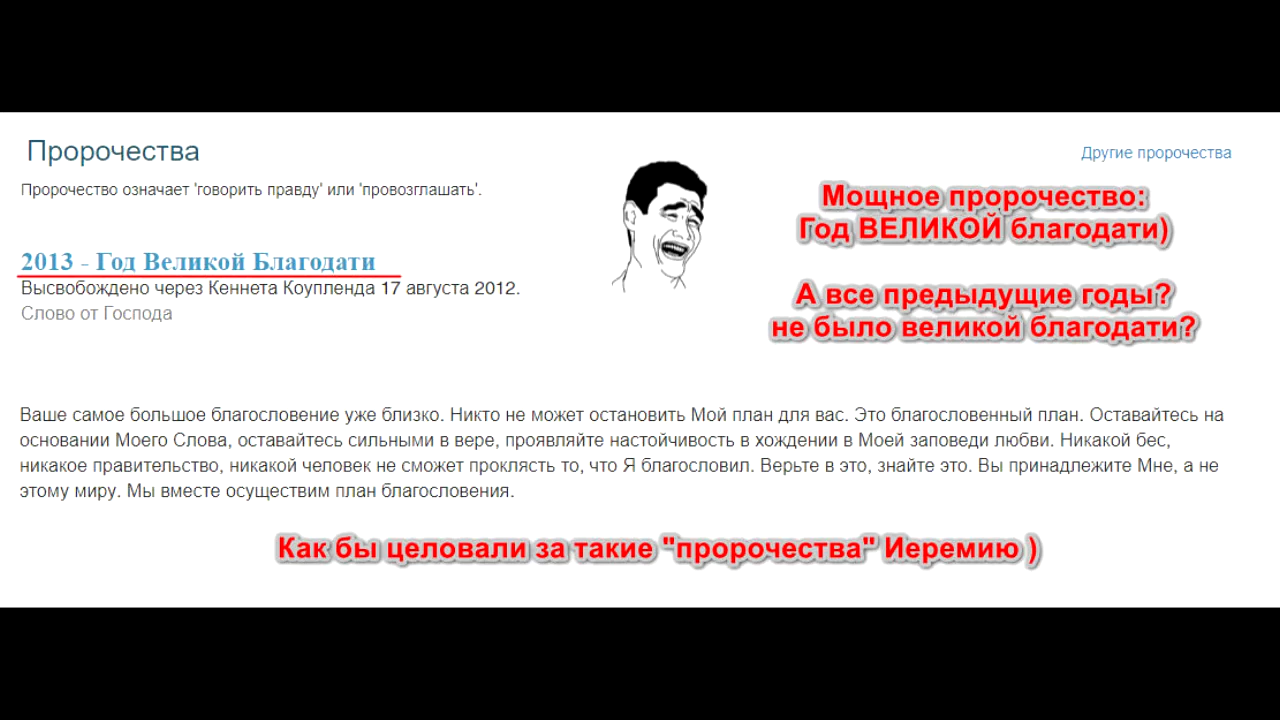 Пророчества
Другие пророчества
Пророчество означает 'говорить правду' или 'провозглашать'.
Мощное пророчество:
Год ВЕЛИКОЙ благодати)
2013 - Год Великой Благодати
Высвобождено через Кеннета Коупленда 17 августа 2012.
Слово от Господа
А все предыдущие годы?
не было великой благодати?
Ваше самое большое благословение уже близко. Никто не может остановить Мой план для вас. Это благословенный план. Оставайтесь на
основании Моего Слова, оставайтесь сильными в вере, проявляйте настойчивость в хождении в Моей заповеди любви. Никакой бес,
никакое правительство, никакой человек не сможет проклясть то, что Я благословил. Верьте в это, знайте это. Вы принадлежите Мне, а не
этому миру. Мы вместе осуществим план благословения.
Как бы целовали за такие "пророчества" Иеремию )